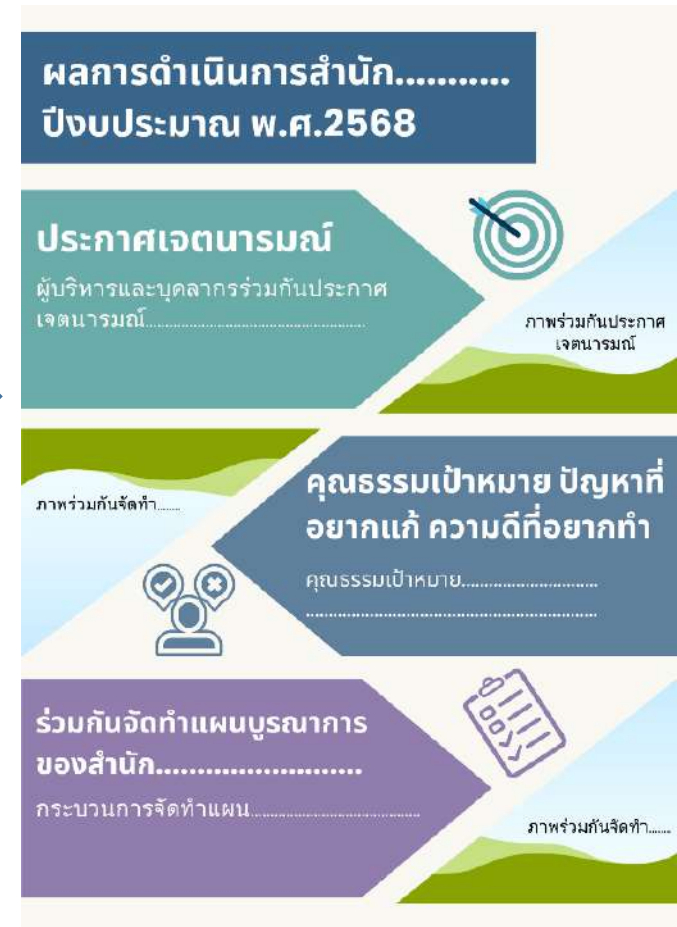 ผลการดำเนินการสำนัก...........
ปีงบประมาณ พ.ศ.2568
ประกาศเจตนารมณ์
ผู้บริหารและบุคลากรร่วมกันประกาศ
เจตนารมณ์..........................................................
ภาพร่วมกันประกาศ
เจตนารมณ์
คุณธรรมเป้าหมาย ปัญหาที่
อยากแก้ ความดีที่อยากทำ
ภาพร่วมกันจัดทำ........
คุณธรรมเป้าหมาย...............................
..................................................................
ร่วมกันจัดทำแผนบูรณาการ
ของสำนัก.........................
กระบวนการจัดทำแผน.............................................
ภาพร่วมกันจัดทำ........